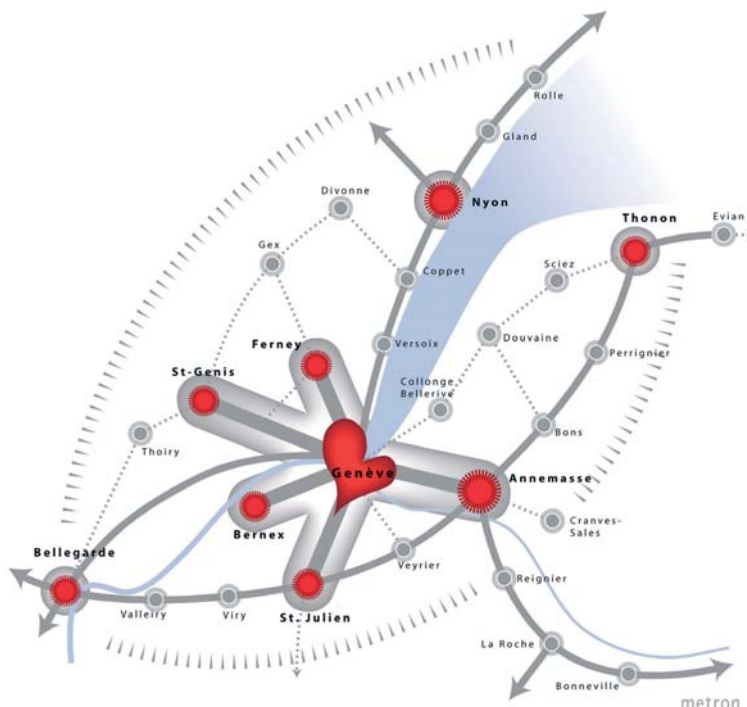 Rolle
Gland
Divonne
Nyon
Thonon
Evian
Gex
Coppet
Sciez
Ferney
Versoix
Douvaine
St-Genis
Perrignier
Collonge
Bellerive
Thoiry
Bons
Genève
Annemasse
Bernex
Cranves-
Sales
Bellegarde
Veyrier
Reignier
Valleiry
Viry
St. Julien
La Roche
Bonneville
metron